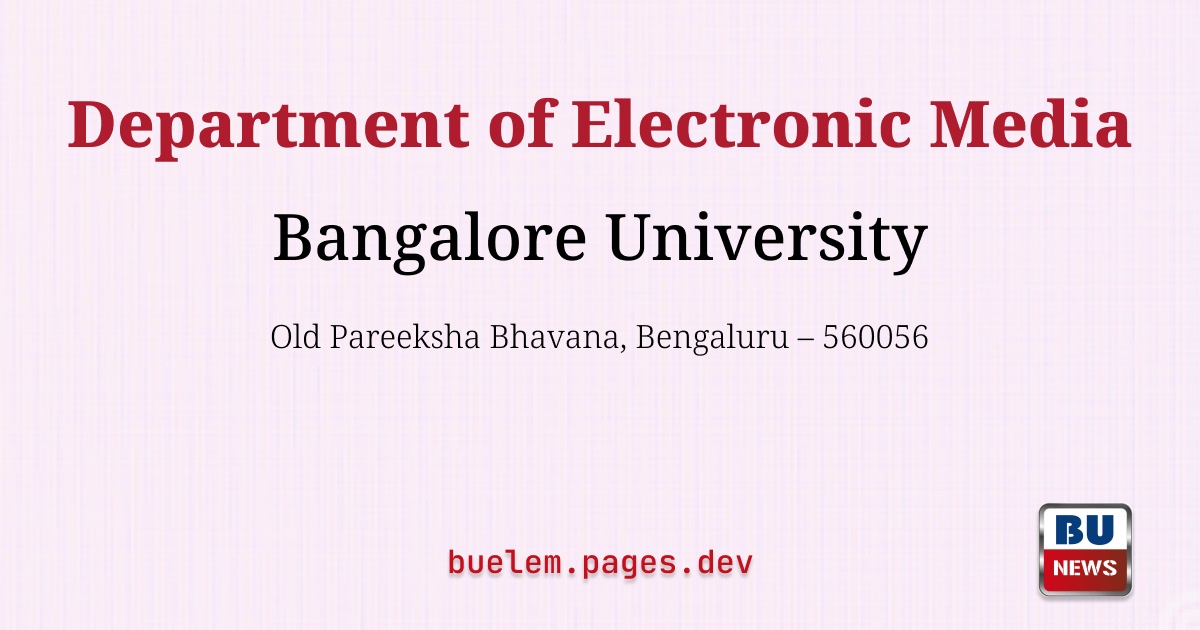 Department of Electronic Media
Bangalore University
Old Pareeksha Bhavana, Bengaluru – 560056
buelem.pages.dev
BU
NEWS